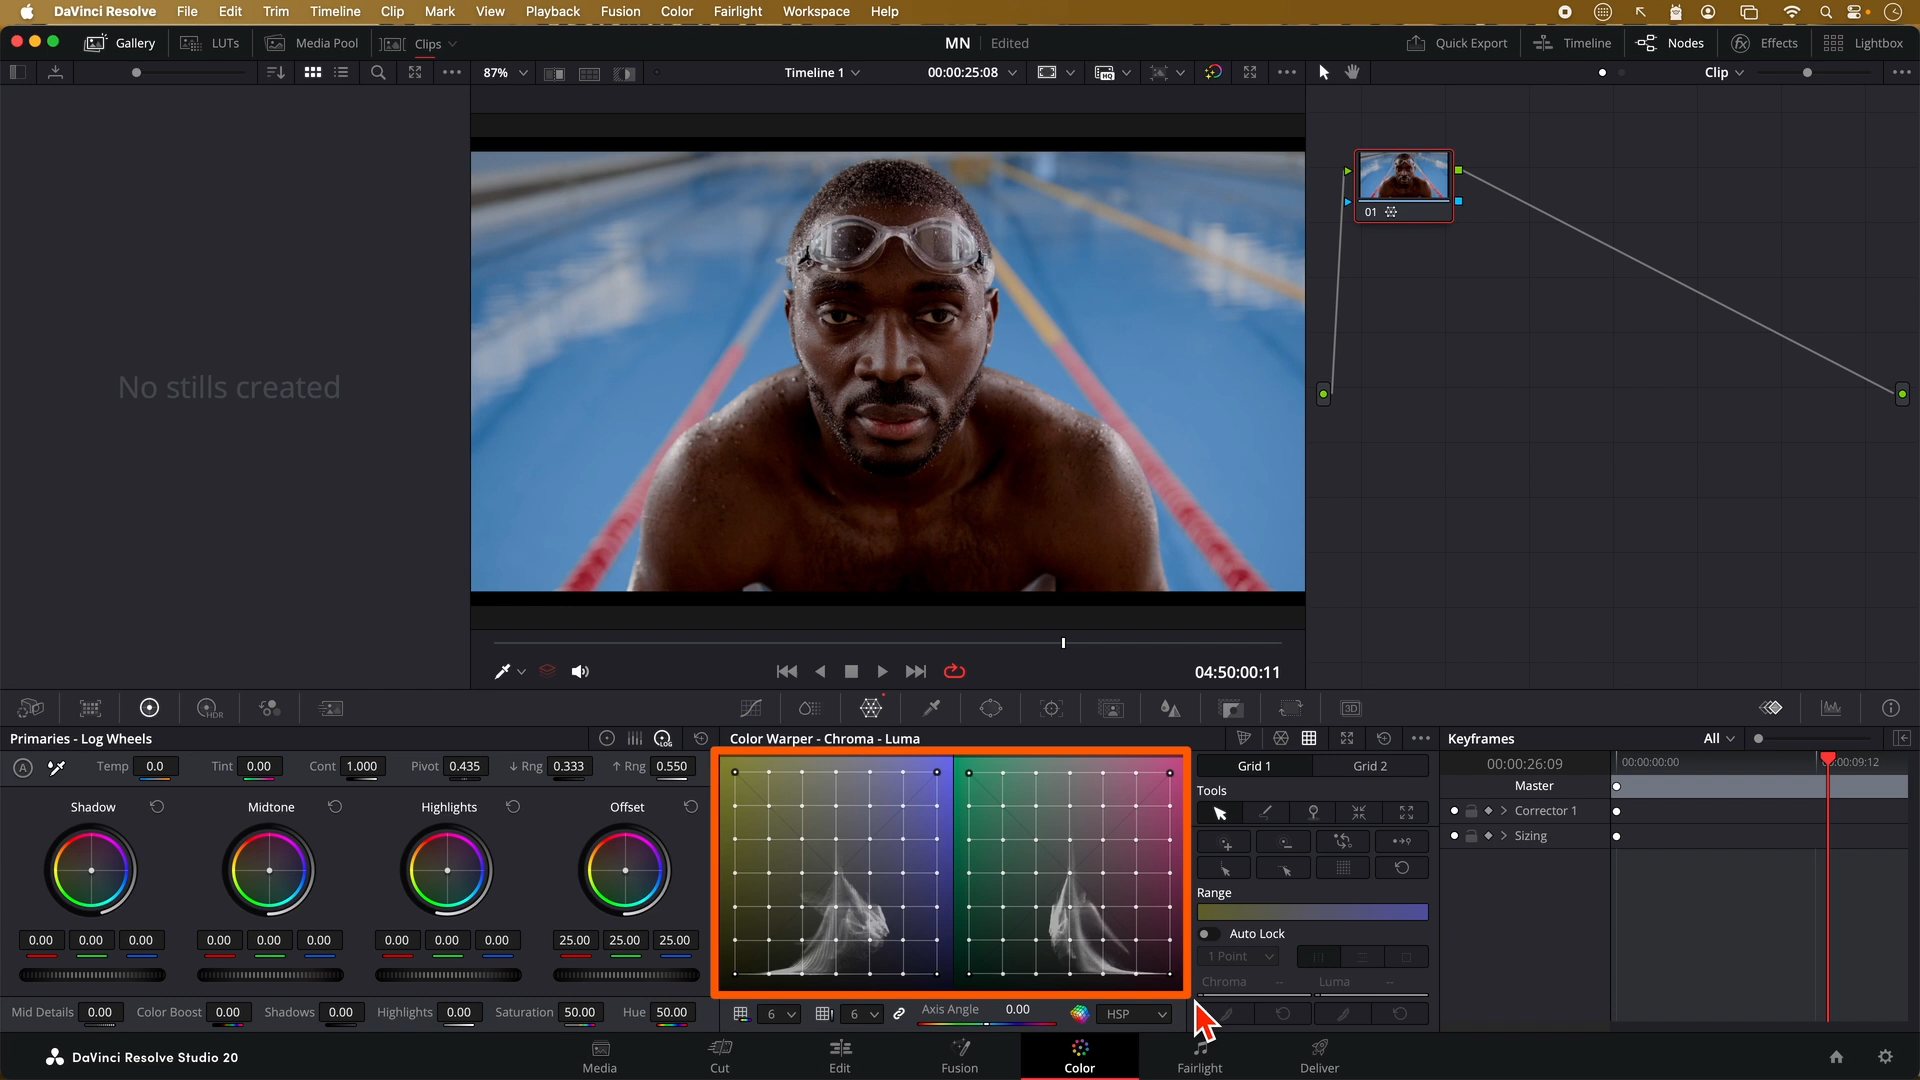 DaVinci Resolve File Edit Trim Timeline Clip Mark View Playback Fusion Color Fairlight Workspace Help
Gallery LUTs Media Pool Clips MN Edited Quick Export Timeline Nodes Effects Lightbox
87% Timeline 1 00:00:25:08 HQ Clip
No stills created
01
04:50:00:11
HDR 3D
Primaries - Log Wheels LOG Color Warper - Chroma - Luma Keyframes All
A Temp 0.0 Tint 0.00 Cont 1.000 Pivot 0.435 ↓ Rng 0.333 ↑ Rng 0.550 Grid 1 Grid 2 00:00:26:09 00:00:00:00
Tools Master
Shadow Midtone Highlights Offset Corrector 1
Sizing
Range
Auto Lock
0.00 0.00 0.00 0.00 0.00 0.00 0.00 0.00 0.00 25.00 25.00 25.00
1 Point
Chroma -- Luma --
Mid Details 0.00 Color Boost 0.00 Shadows 0.00 Highlights 0.00 Saturation 50.00 Hue 50.00 6 6 Axis Angle 0.00 HSP
DaVinci Resolve Studio 20 Media Cut Edit Fusion Color Fairlight Deliver